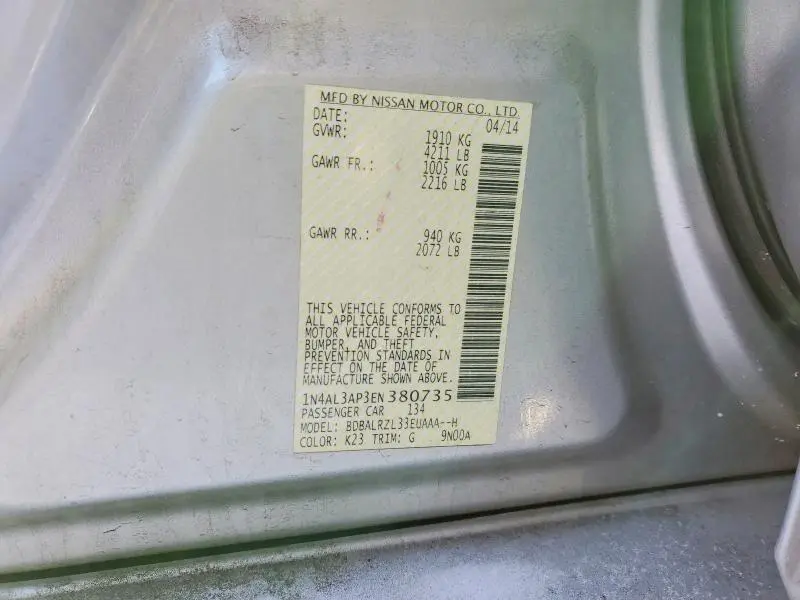 MFD BY NISSAN MOTOR CO., LTD.
DATE: 04/14
GVWR: 1910 KG
4211 LB
GAWR FR.: 1005 KG
2216 LB
GAWR RR.: 940 KG
2072 LB
THIS VEHICLE CONFORMS TO
ALL APPLICABLE FEDERAL
MOTOR VEHICLE SAFETY,
BUMPER, AND THEFT
PREVENTION STANDARDS IN
EFFECT ON THE DATE OF
MANUFACTURE SHOWN ABOVE.
1N4AL3AP3EN 380735
PASSENGER CAR 134
MODEL: BDBALRZL33EUAAA--H
COLOR: K23 TRIM: G 9N00A